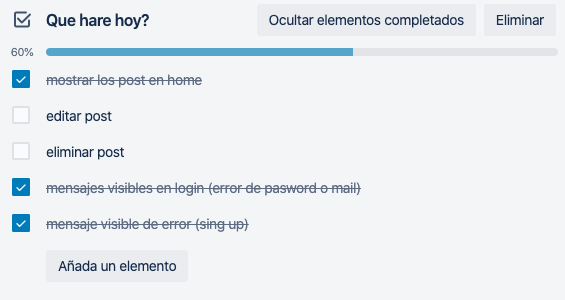 Que hare hoy?
Ocultar elementos completados
Eliminar
60%
mostrar los post en home
editar post
eliminar post
mensajes visibles en login (error de pasword o mail)
mensaje visible de error (sing up)
Añada un elemento